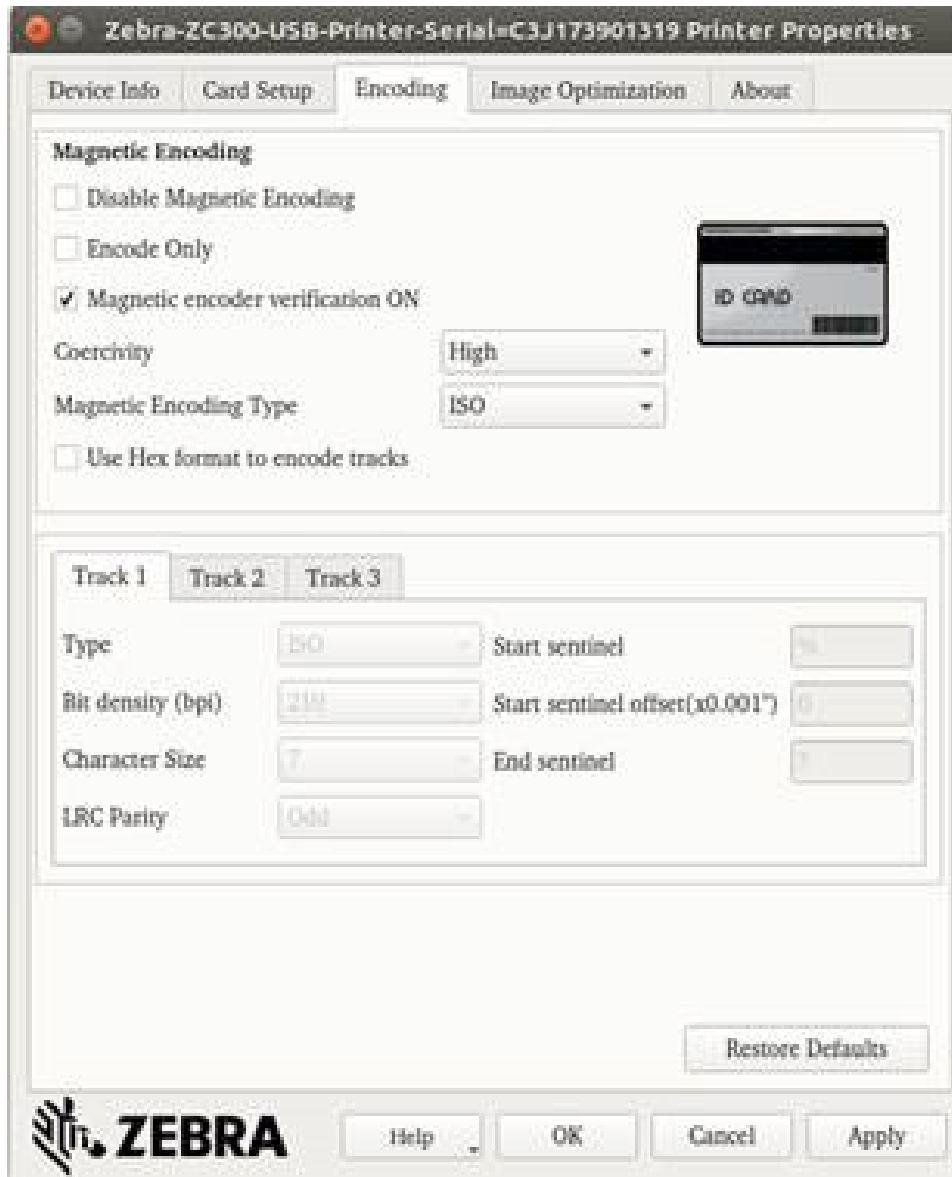 Zebra-ZC300-USB-Printer-Serial=C3J173901319 Printer Properties
Device Info Card Setup Encoding Image Optimization About
Magnetic Encoding
Disable Magnetic Encoding
Encode Only
Magnetic encoder verification ON
ID CARD
Coercivity High
Magnetic Encoding Type ISO
Use Hex format to encode tracks
Track 1 Track 2 Track 3
Type ISO Start sentinel %
Bit density (bpi) 210 Start sentinel offset(x0.001") 0
Character Size 7 End sentinel ?
LRC Parity Odd
Restore Defaults
ZEBRA Help OK Cancel Apply